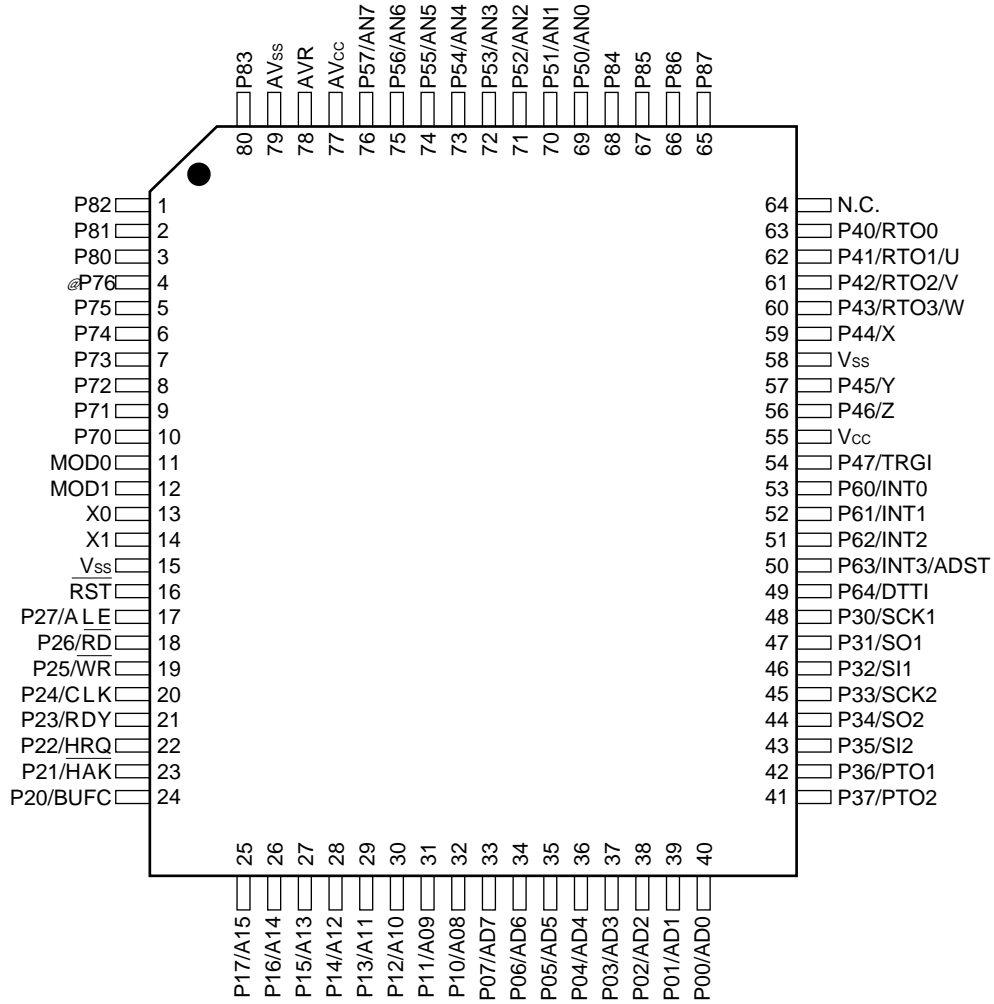 P83
AVss
AVR
AVcc
P57/AN7
P56/AN6
P55/AN5
P54/AN4
P53/AN3
P52/AN2
P51/AN1
P50/AN0
P84
P85
P86
P87
80
79
78
77
76
75
74
73
72
71
70
69
68
67
66
65
P82 1
P81 2
P80 3
@P76 4
P75 5
P74 6
P73 7
P72 8
P71 9
P70 10
MOD0 11
MOD1 12
X0 13
X1 14
Vss 15
RST 16
P27/ALE 17
P26/RD 18
P25/WR 19
P24/CLK 20
P23/RDY 21
P22/HRQ 22
P21/HAK 23
P20/BUFC 24
64 N.C.
63 P40/RTO0
62 P41/RTO1/U
61 P42/RTO2/V
60 P43/RTO3/W
59 P44/X
58 Vss
57 P45/Y
56 P46/Z
55 Vcc
54 P47/TRGI
53 P60/INT0
52 P61/INT1
51 P62/INT2
50 P63/INT3/ADST
49 P64/DTTI
48 P30/SCK1
47 P31/SO1
46 P32/SI1
45 P33/SCK2
44 P34/SO2
43 P35/SI2
42 P36/PTO1
41 P37/PTO2
25
26
27
28
29
30
31
32
33
34
35
36
37
38
39
40
P17/A15
P16/A14
P15/A13
P14/A12
P13/A11
P12/A10
P11/A09
P10/A08
P07/AD7
P06/AD6
P05/AD5
P04/AD4
P03/AD3
P02/AD2
P01/AD1
P00/AD0